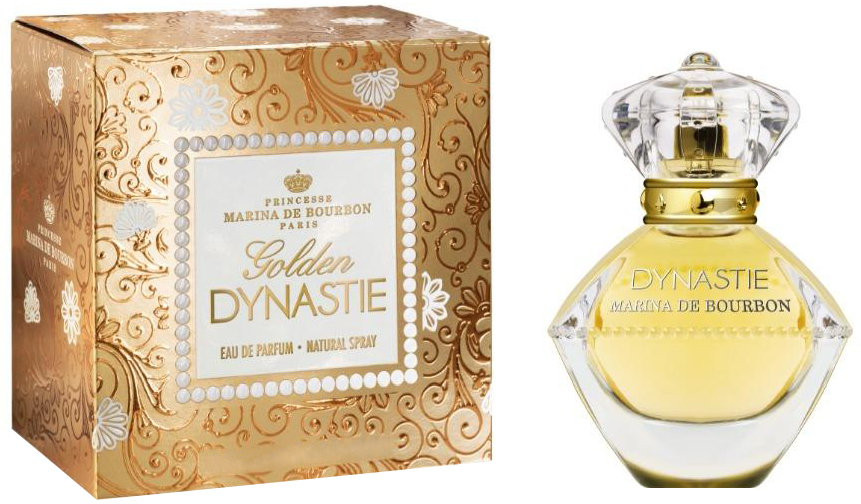 PRINCESSE
MARINA DE BOURBON
PARIS
Golden
DYNASTIE
EAU DE PARFUM • NATURAL SPRAY
PRINCESSE
MARINA DE BOURBON
PARIS
DYNASTIE
MARINA DE BOURBON